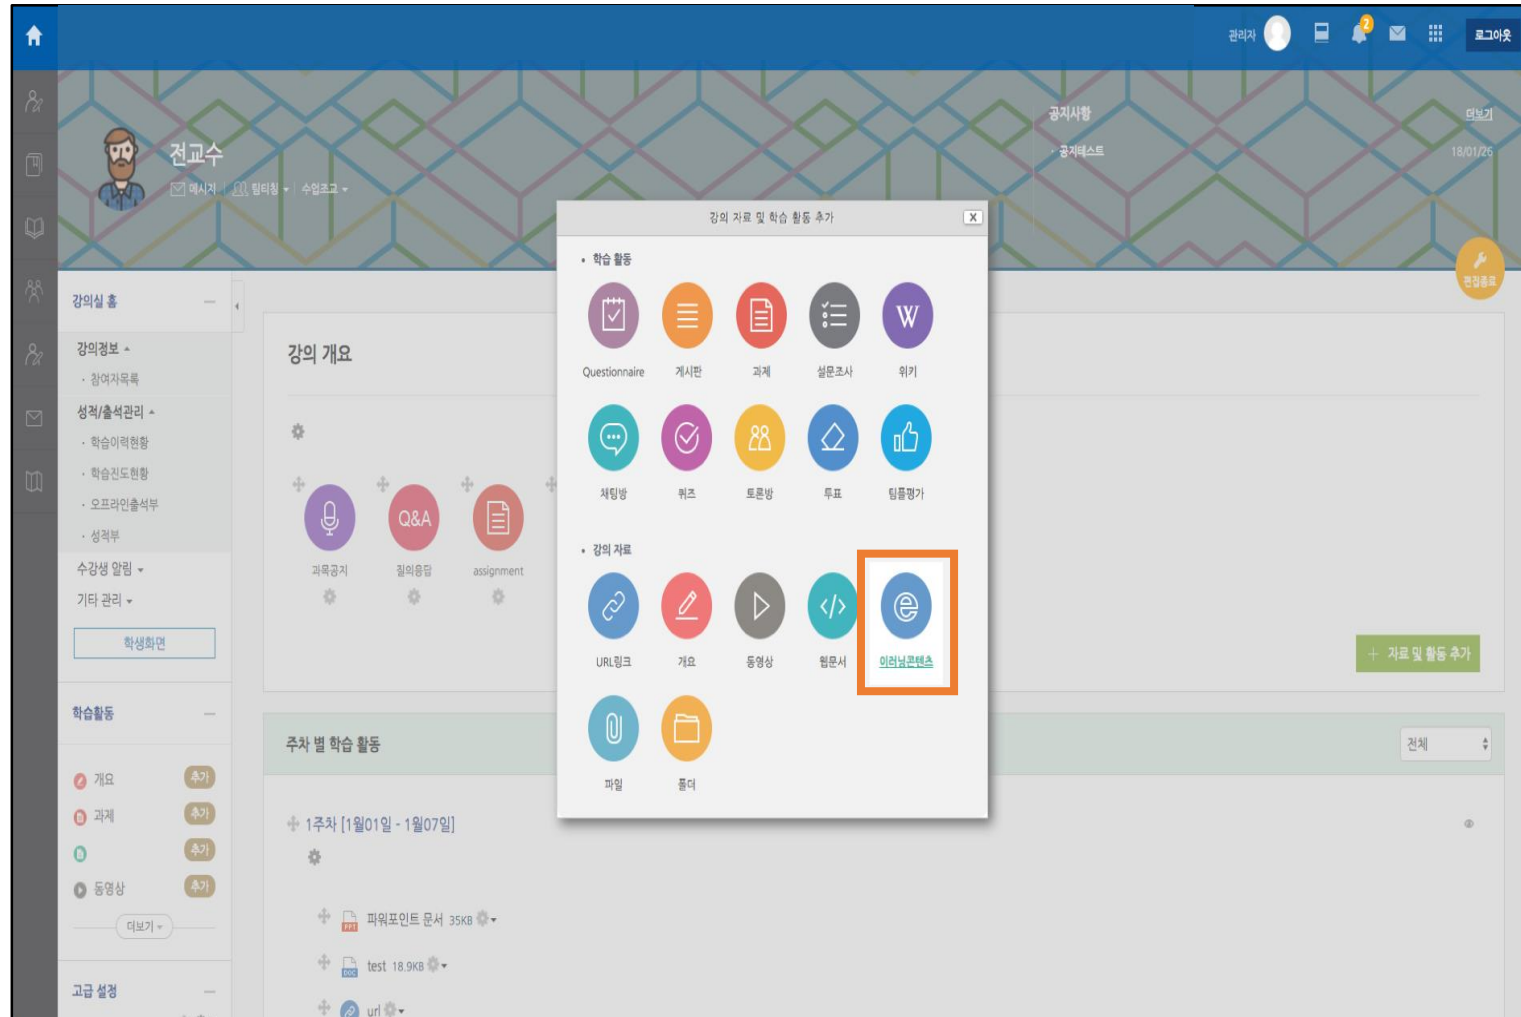 관리자
2
로그아웃
전교수
메시지 팀티칭 수업조교
공지사항 더보기
· 공지테스트 18/01/26
편집종료
강의실 홈
강의정보
· 참여자목록
성적/출석관리
· 학습이력현황
· 학습진도현황
· 오프라인출석부
· 성적부
수강생 알림
기타 관리
학생화면
학습활동
개요 추가
과제 추가
추가
동영상 추가
더보기
고급 설정
강의 개요
과목공지
Q&A
질의응답
assignment
+ 자료 및 활동 추가
주차 별 학습 활동
전체
1주차 [1월01일 - 1월07일]
PPT 파워포인트 문서 35KB
DOC test 18.9KB
url
강의 자료 및 학습 활동 추가 X
• 학습 활동
W
Questionnaire 게시판 과제 설문조사 위키
채팅방 퀴즈 토론방 투표 팀플평가
• 강의 자료
</> e
URL링크 개요 동영상 웹문서 이러닝콘텐츠
파일 폴더